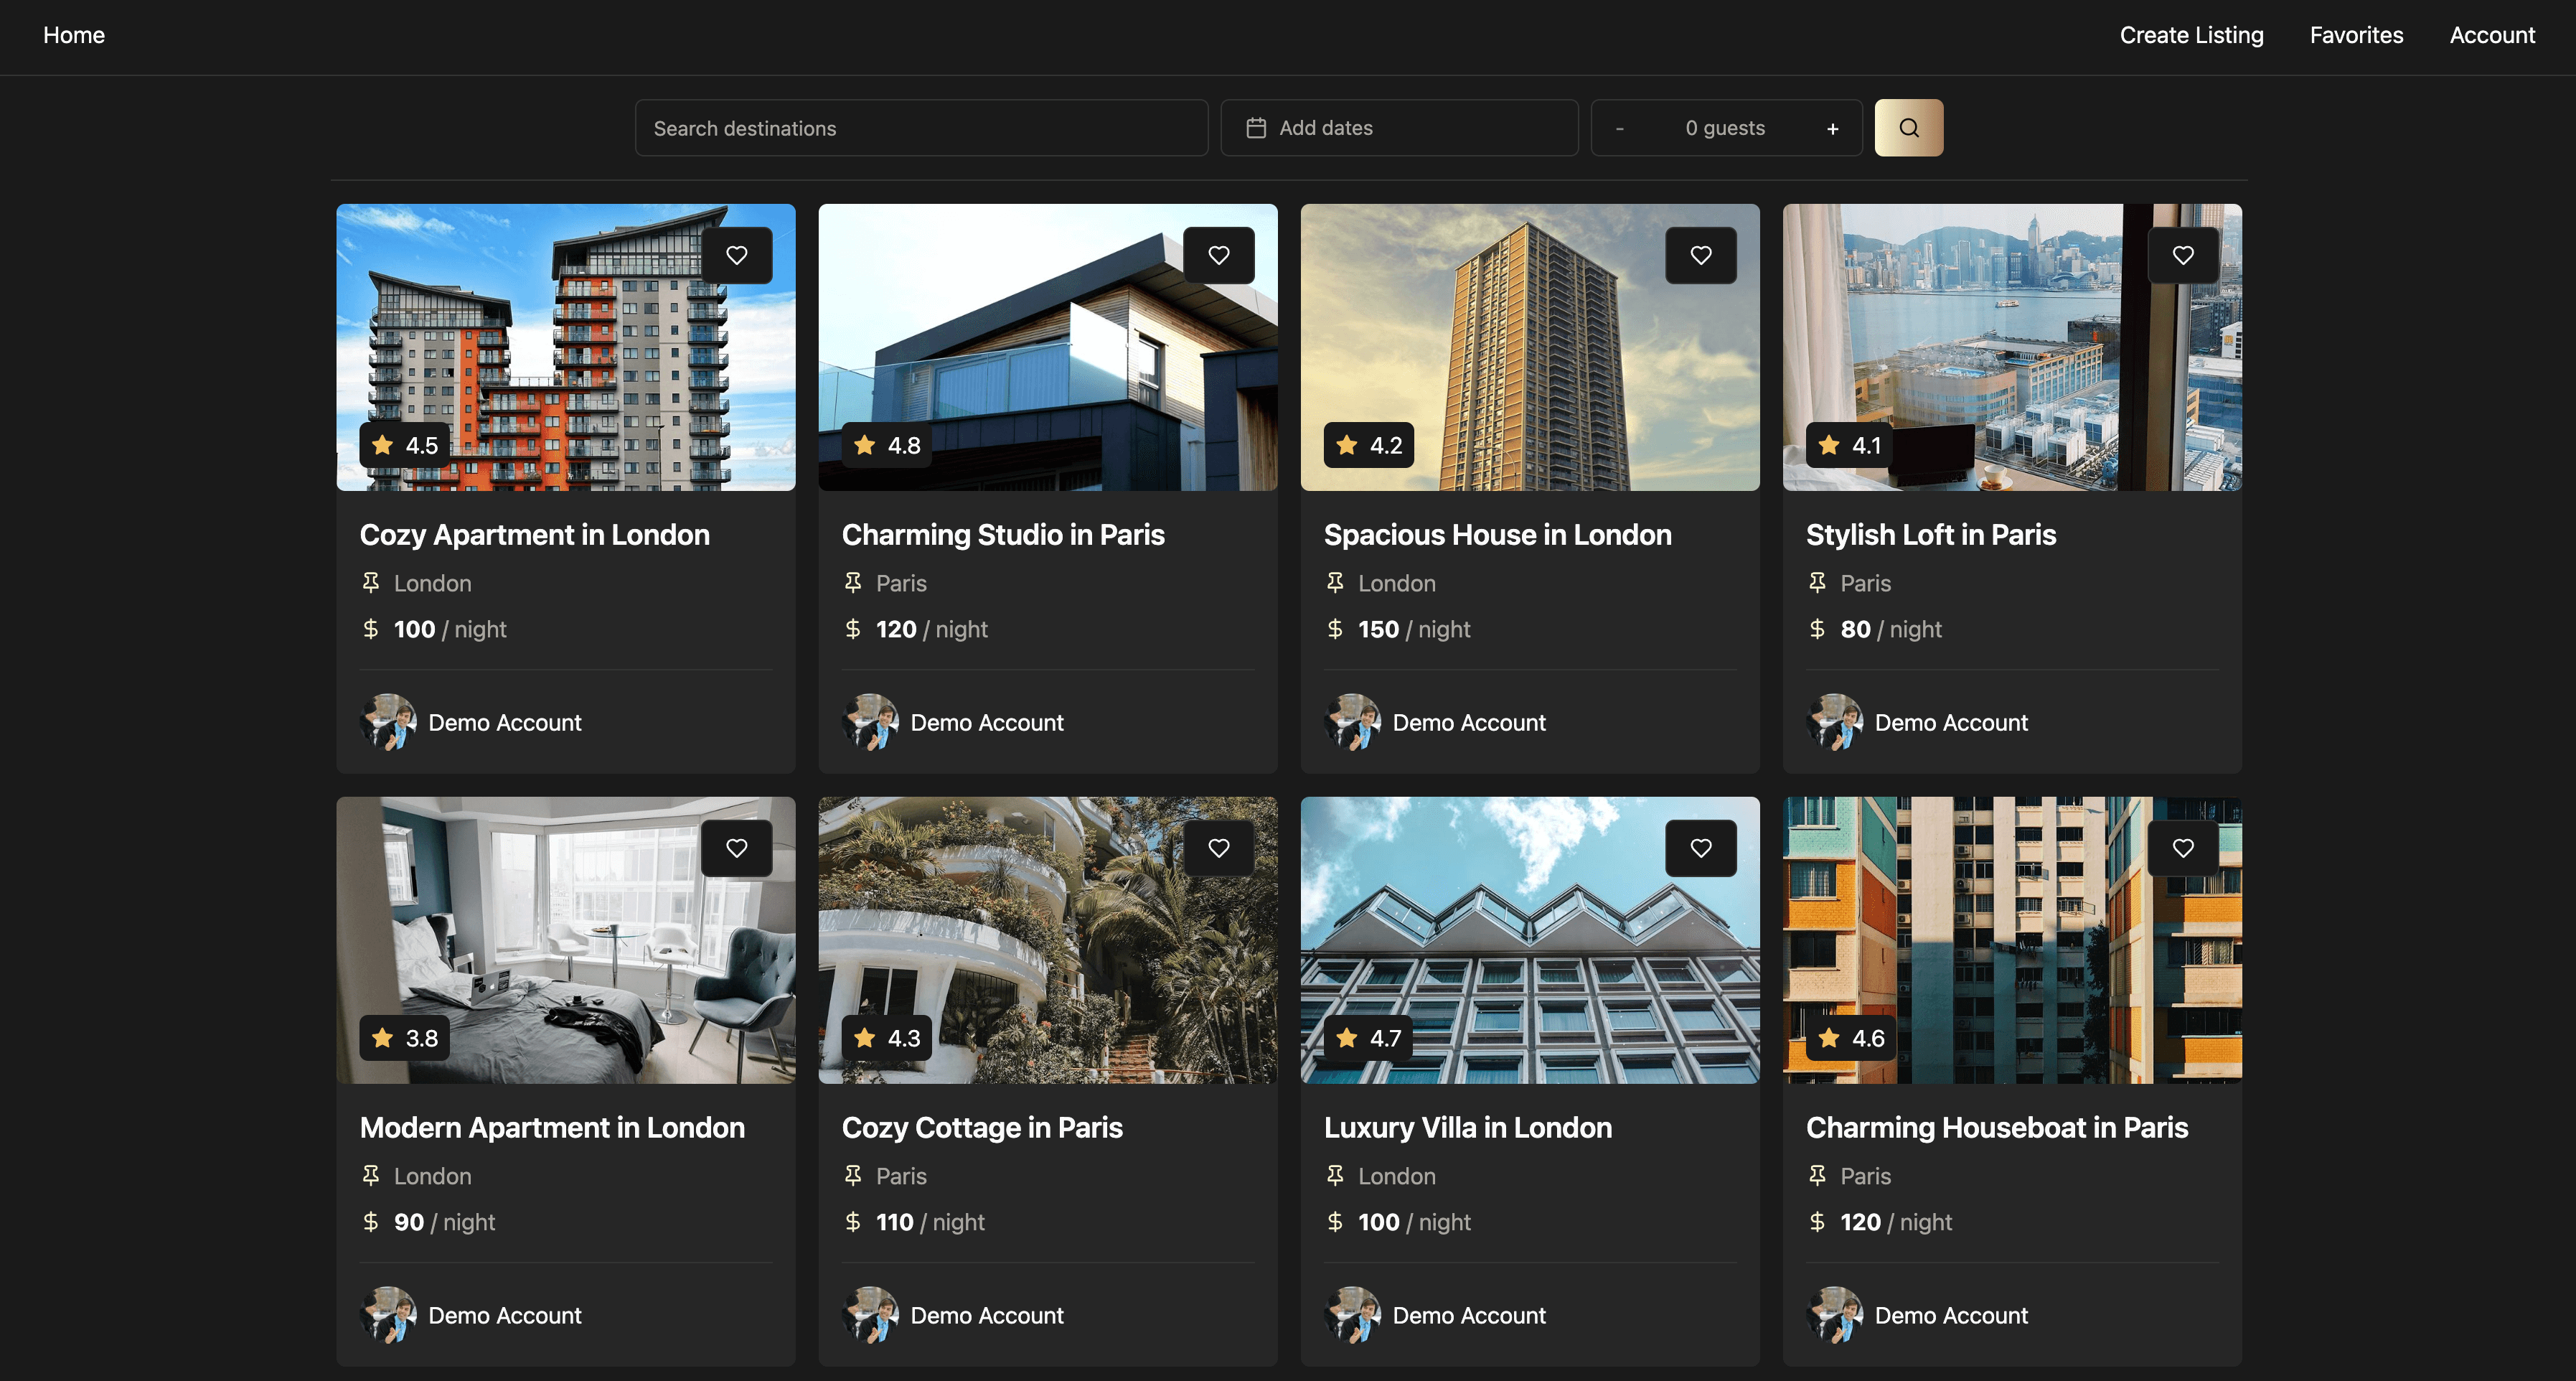 Home
Create Listing
Favorites
Account
Search destinations
Add dates
- 0 guests +
4.5
4.8
4.2
4.1
Cozy Apartment in London
Charming Studio in Paris
Spacious House in London
Stylish Loft in Paris
London
Paris
London
Paris
$ 100 / night
$ 120 / night
$ 150 / night
$ 80 / night
Demo Account
Demo Account
Demo Account
Demo Account
3.8
4.3
4.7
4.6
Modern Apartment in London
Cozy Cottage in Paris
Luxury Villa in London
Charming Houseboat in Paris
London
Paris
London
Paris
$ 90 / night
$ 110 / night
$ 100 / night
$ 120 / night
Demo Account
Demo Account
Demo Account
Demo Account